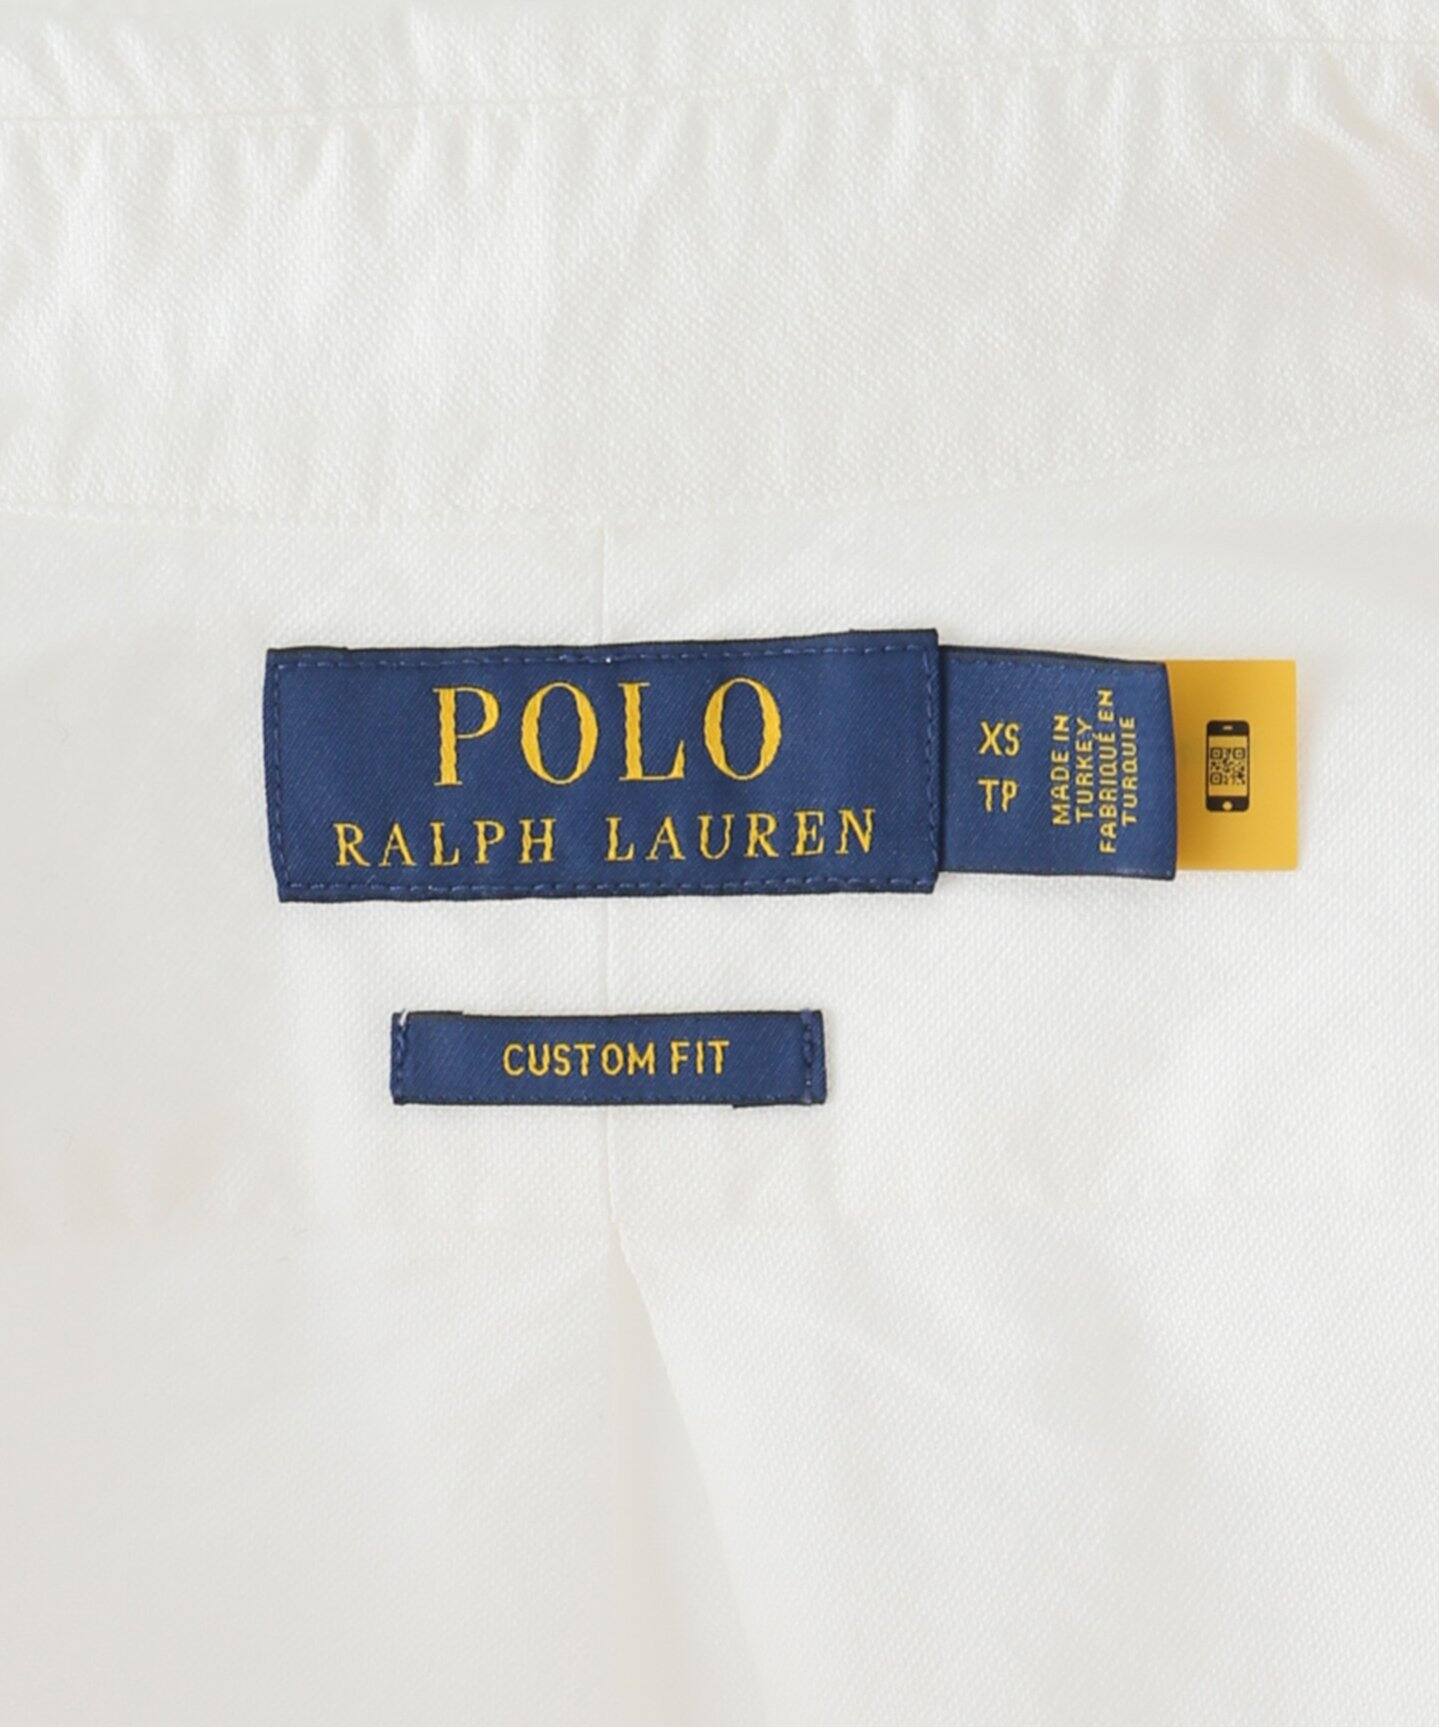 POLO
RALPH LAUREN
XS
TP
MADE IN
TURKEY
FABRIQUÉ EN
TURQUIE
CUSTOM FIT